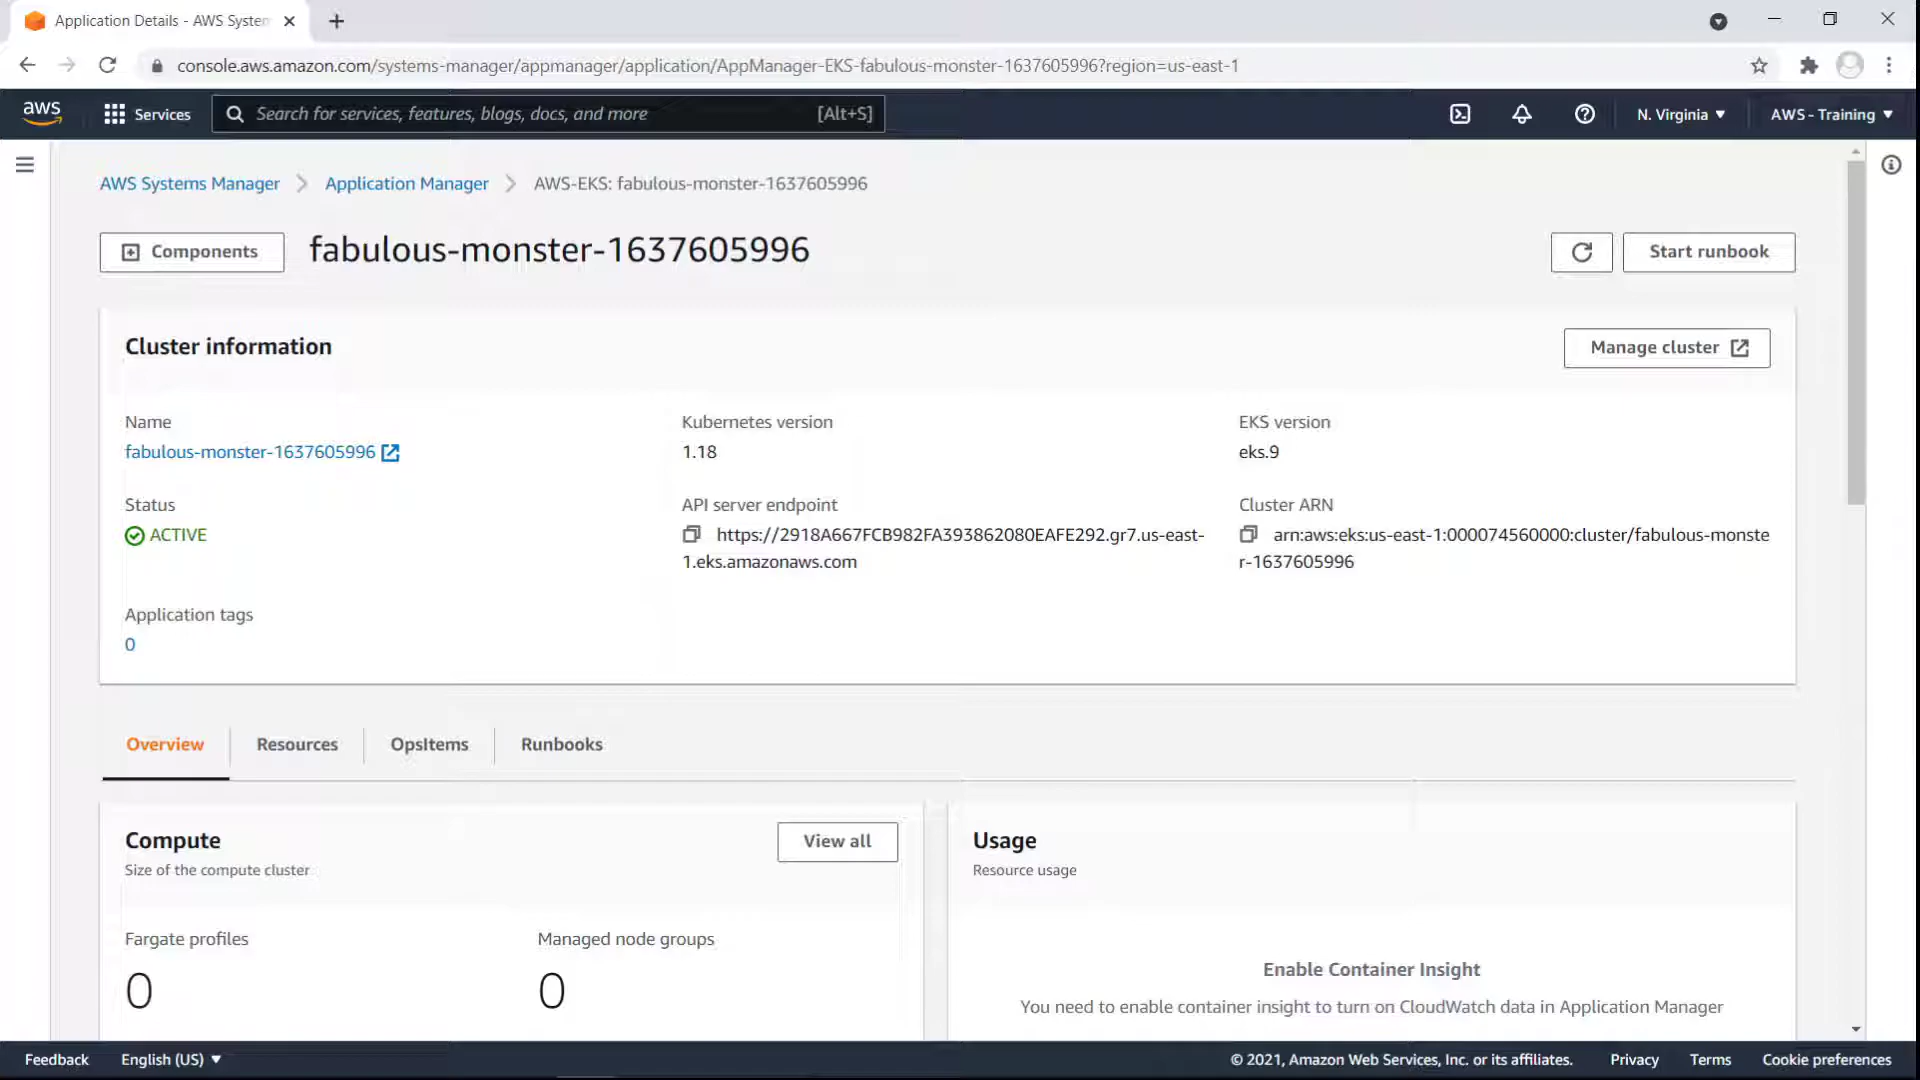 Application Details - AWS System
console.aws.amazon.com/systems-manager/appmanager/application/AppManager-EKS-fabulous-monster-1637605996?region=us-east-1
aws Services Search for services, features, blogs, docs, and more [Alt+S] N. Virginia AWS - Training
AWS Systems Manager Application Manager AWS-EKS: fabulous-monster-1637605996
Components fabulous-monster-1637605996 Start runbook
Cluster information Manage cluster
Name Kubernetes version EKS version
fabulous-monster-1637605996 1.18 eks.9
Status API server endpoint Cluster ARN
ACTIVE https://2918A667FCB982FA393862080EAFE292.gr7.us-east- arn:aws:eks:us-east-1:000074560000:cluster/fabulous-monste
1.eks.amazonaws.com r-1637605996
Application tags
0
Overview Resources OpsItems Runbooks
Compute View all Usage
Size of the compute cluster Resource usage
Fargate profiles Managed node groups
0 0
Enable Container Insight
You need to enable container insight to turn on CloudWatch data in Application Manager
Feedback English (US) © 2021, Amazon Web Services, Inc. or its affiliates. Privacy Terms Cookie preferences